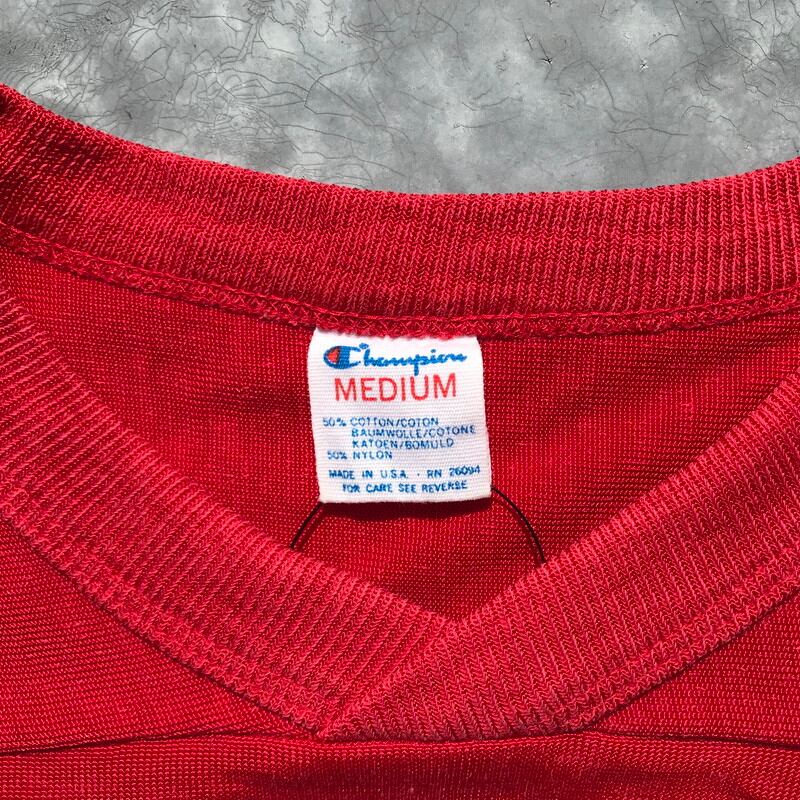 Champion
MEDIUM
50% COTTON/COTON
BAUMWOLLE/COTONE
KATOEN/BOMULD
50% NYLON
MADE IN U.S.A. · RN 26094
FOR CARE SEE REVERSE